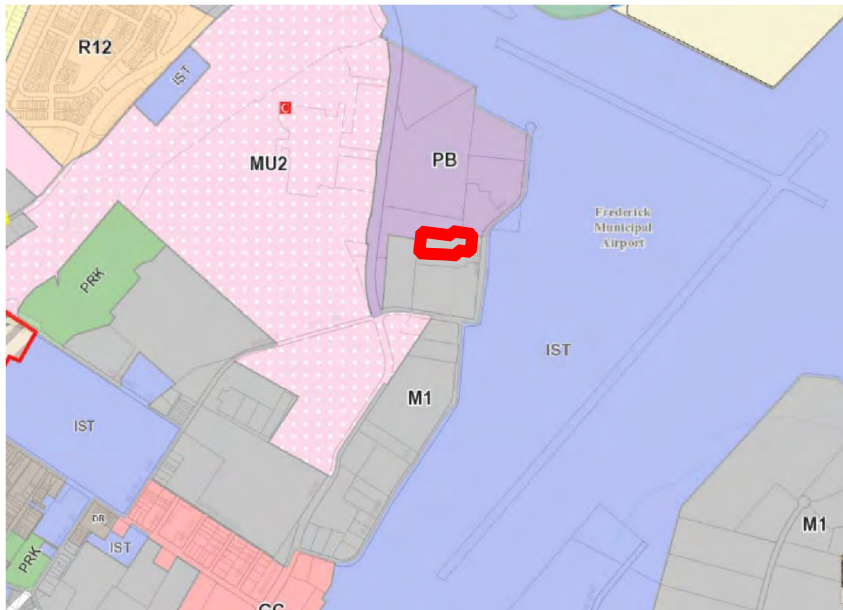 R12
IST
C
MU2
PB
Frederick
Municipal
Airport
PRK
IST
M1
IST
DR
IST
PRK
M1